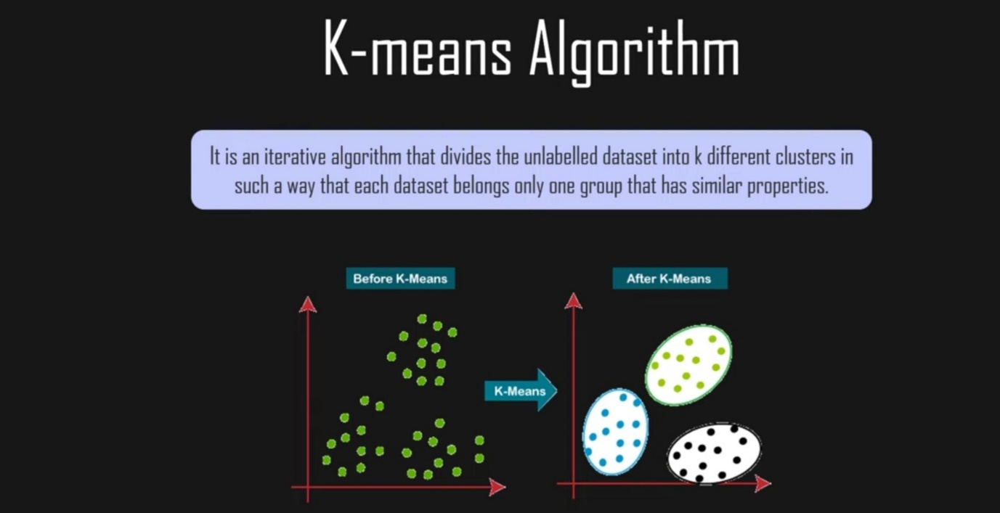 K-means Algorithm
It is an iterative algorithm that divides the unlabelled dataset into k different clusters in
such a way that each dataset belongs only one group that has similar properties.
Before K-Means
After K-Means
K-Means